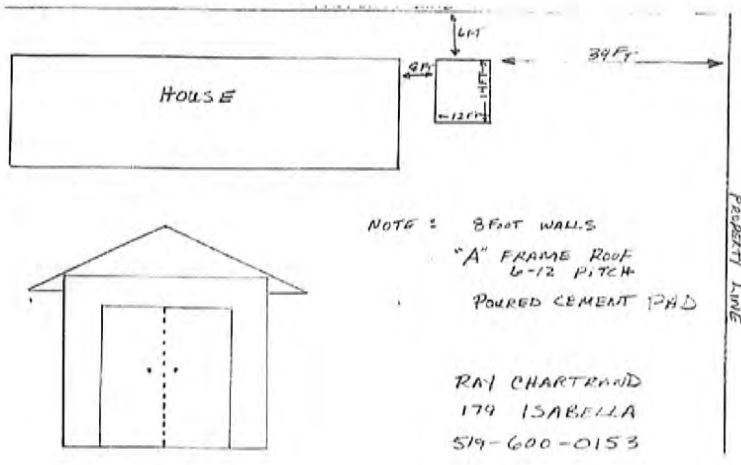 6FT
8FT
39FT
HOUSE
14FT
12FT
NOTE : 8 FOOT WALLS
"A" FRAME ROOF
6-12 PITCH
POURED CEMENT PAD
PROPERTY LINE
RAY CHARTRAND
179 ISABELLA
519-600-0153